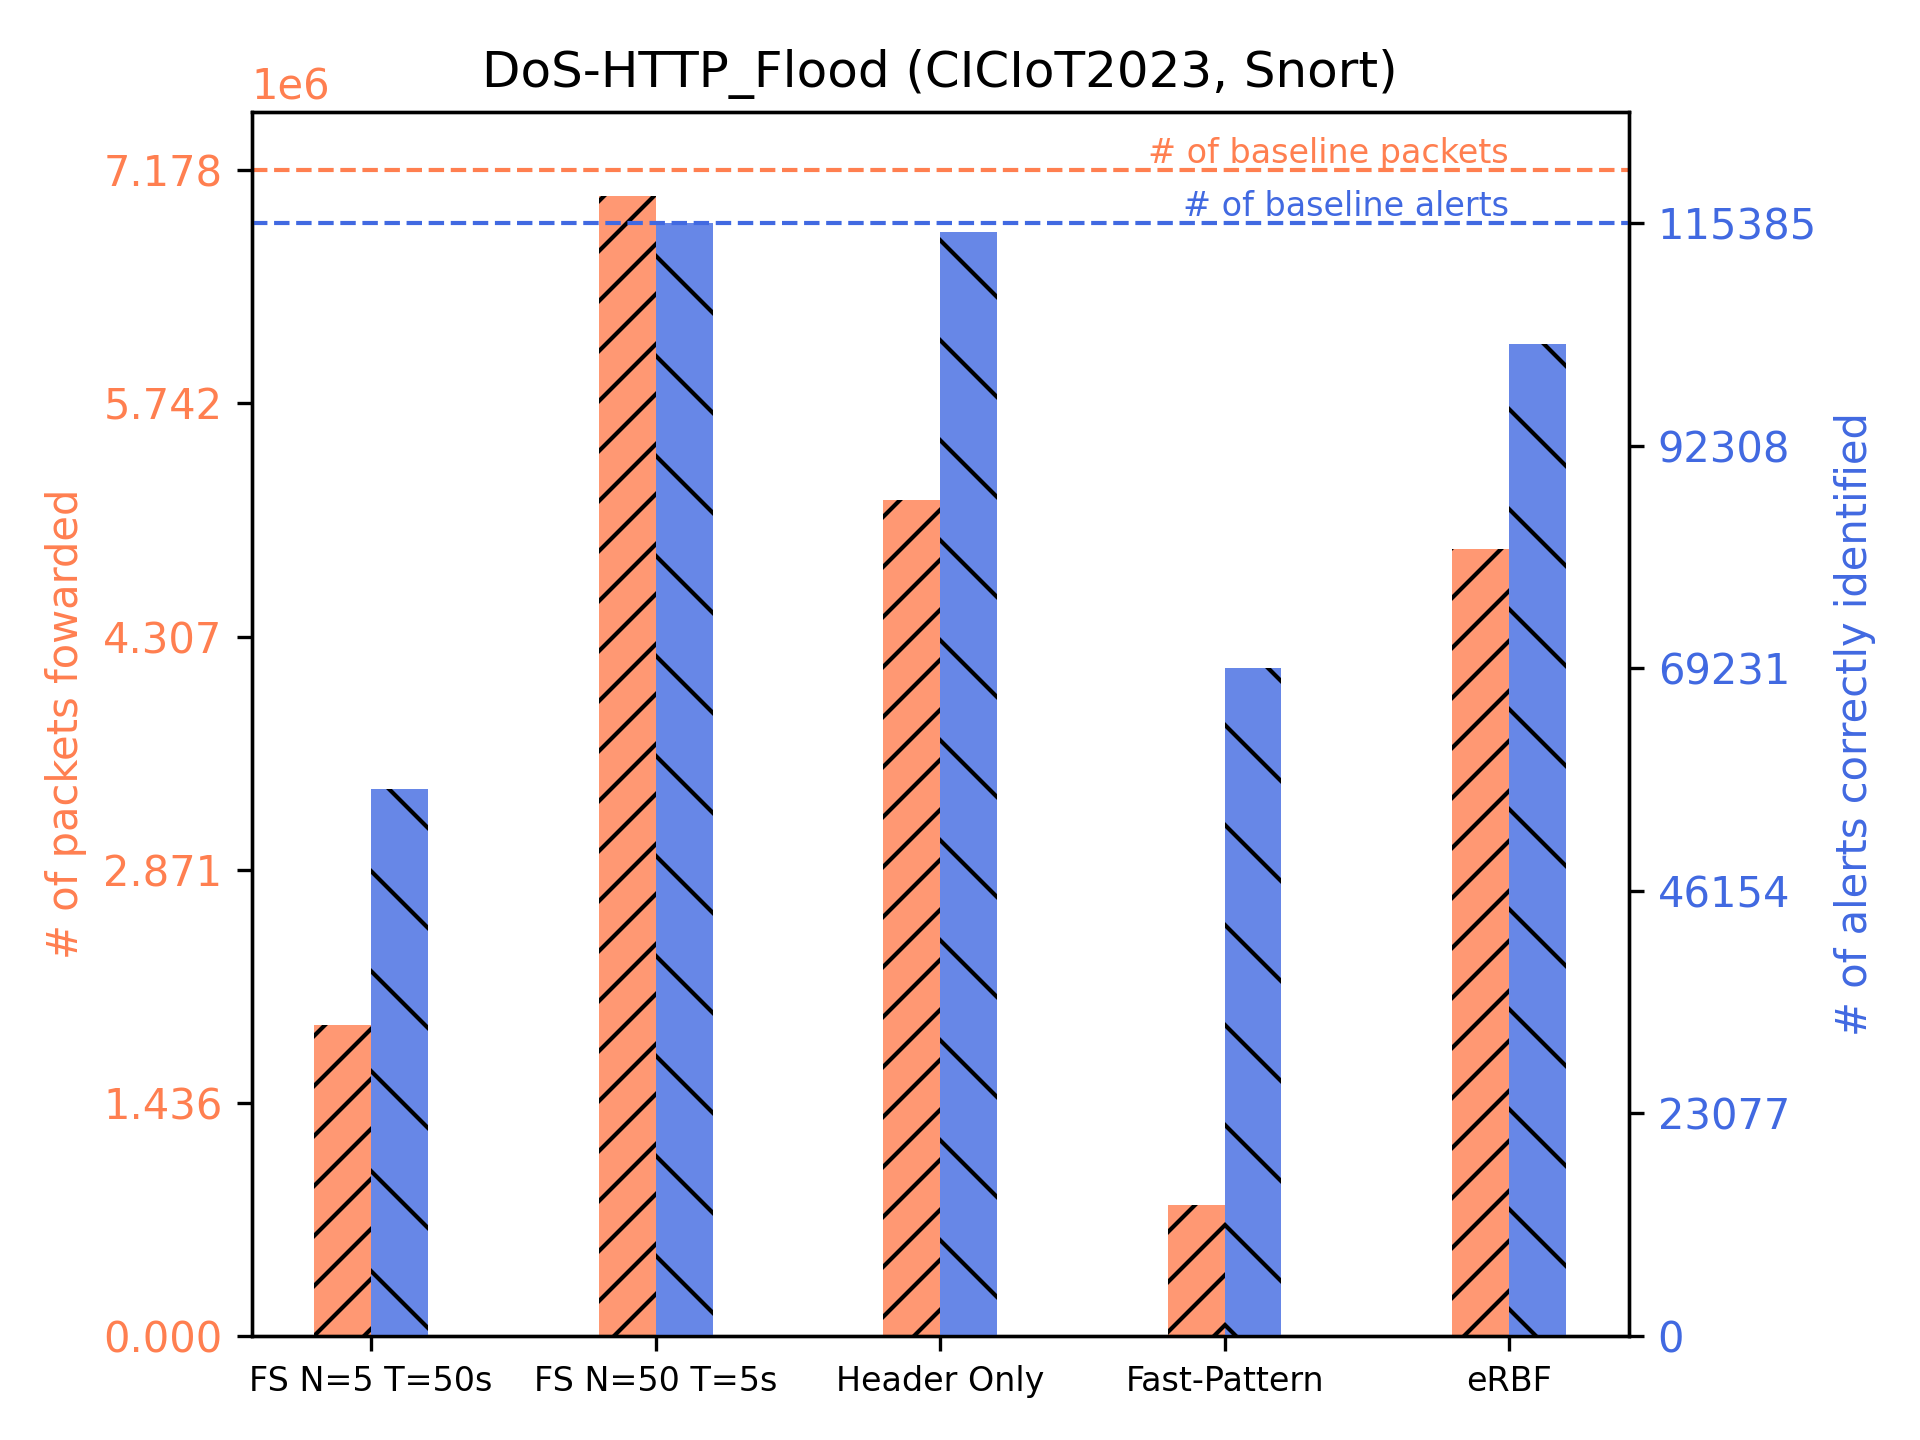 DoS-HTTP_Flood (CICIoT2023, Snort)
1e6
# of baseline packets
# of baseline alerts
7.178
5.742
4.307
2.871
1.436
0.000
# of packets fowarded
115385
92308
69231
46154
23077
0
# of alerts correctly identified
FS N=5 T=50s
FS N=50 T=5s
Header Only
Fast-Pattern
eRBF